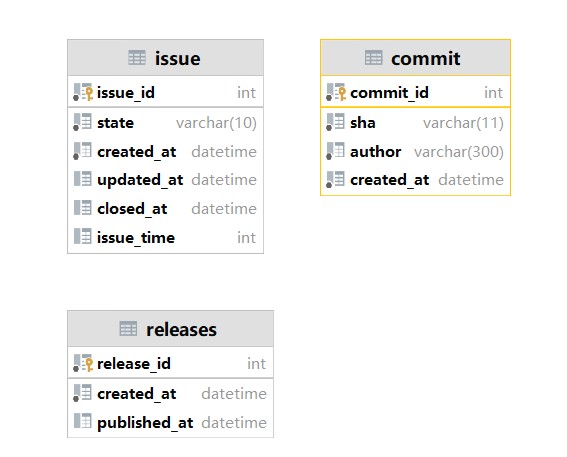 issue
issue_id int
state varchar(10)
created_at datetime
updated_at datetime
closed_at datetime
issue_time int
commit
commit_id int
sha varchar(11)
author varchar(300)
created_at datetime
releases
release_id int
created_at datetime
published_at datetime